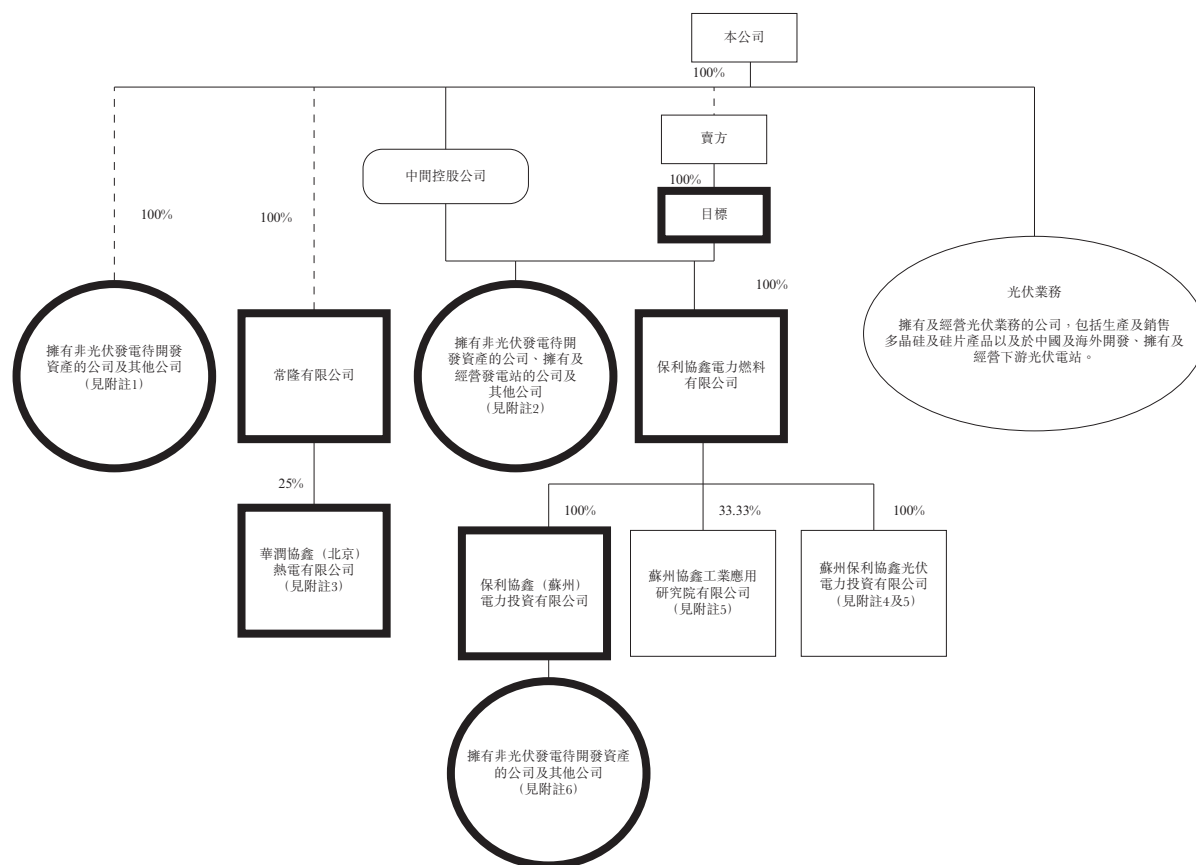 本公司
100%
賣方
中間控股公司
100%
目標
100%
100%
100%
光伏業務
擁有及經營光伏業務的公司，包括生產及銷售
多晶硅及硅片產品以及於中國及海外開發、擁有及
經營下游光伏電站。
擁有非光伏發電待開發
資產的公司及其他公司
（見附註1）
常隆有限公司
擁有非光伏發電待開
發資產的公司、擁有及
經營發電站的公司及
其他公司
（見附註2）
保利協鑫電力燃料
有限公司
25%
100%
33.33%
100%
華潤協鑫（北京）
熱電有限公司
（見附註3）
保利協鑫（蘇州）
電力投資有限公司
蘇州協鑫工業應用
研究院有限公司
（見附註5）
蘇州保利協鑫光伏
電力投資有限公司
（見附註4及5）
擁有非光伏發電待開發資產
的公司及其他公司
（見附註6）